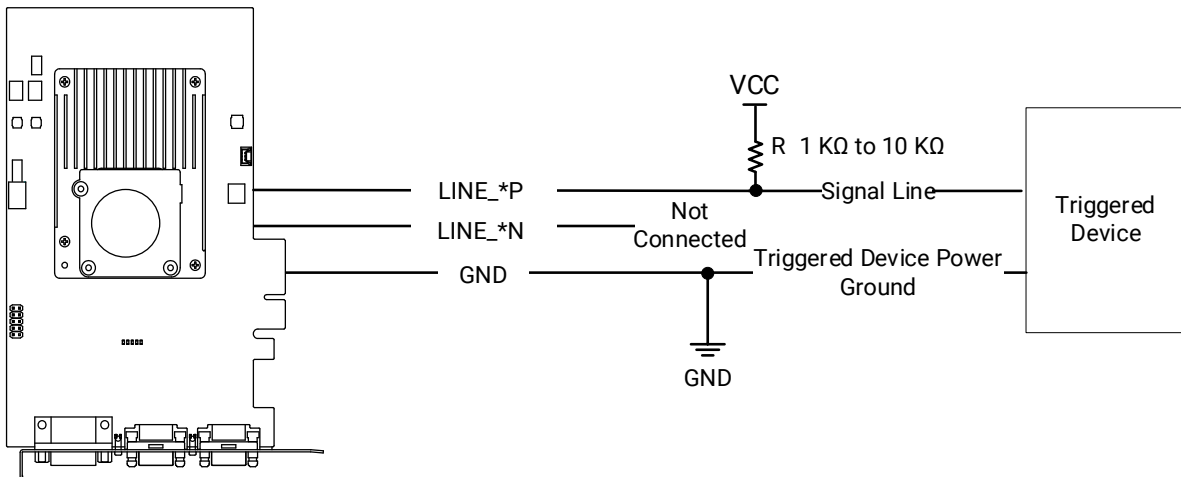 VCC
R 1 KΩ to 10 KΩ
LINE_*P
Signal Line
LINE_*N
Not
Connected
GND
Triggered Device Power
Ground
Triggered
Device
GND